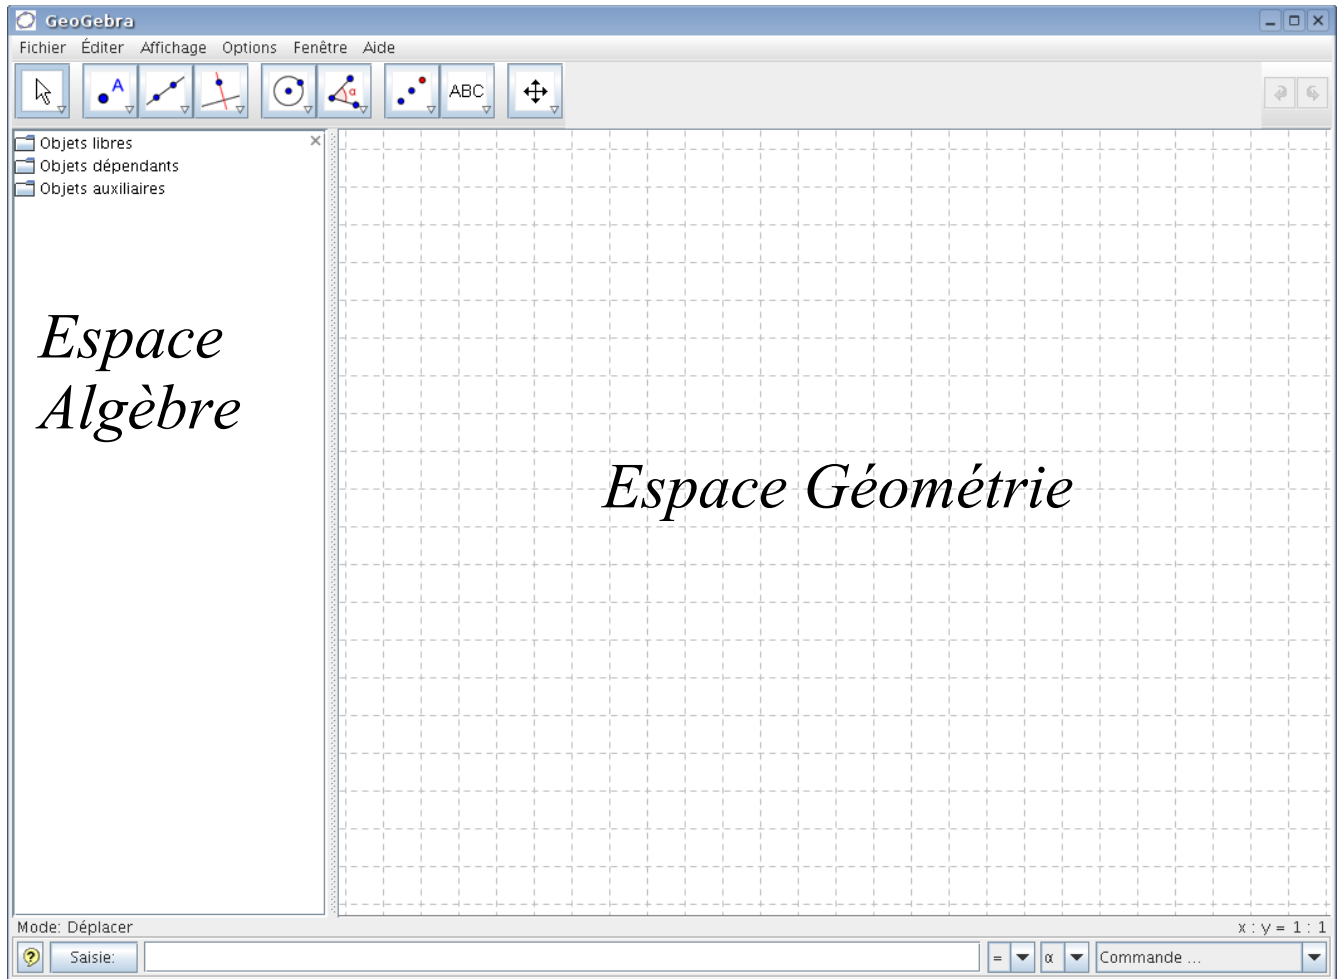 GeoGebra
Fichier Éditer Affichage Options Fenêtre Aide
A α ABC
Objets libres
Objets dépendants
Objets auxiliaires
Espace
Algèbre
Espace Géométrie
Mode: Déplacer
x : y = 1 : 1
? Saisie: = α Commande ...